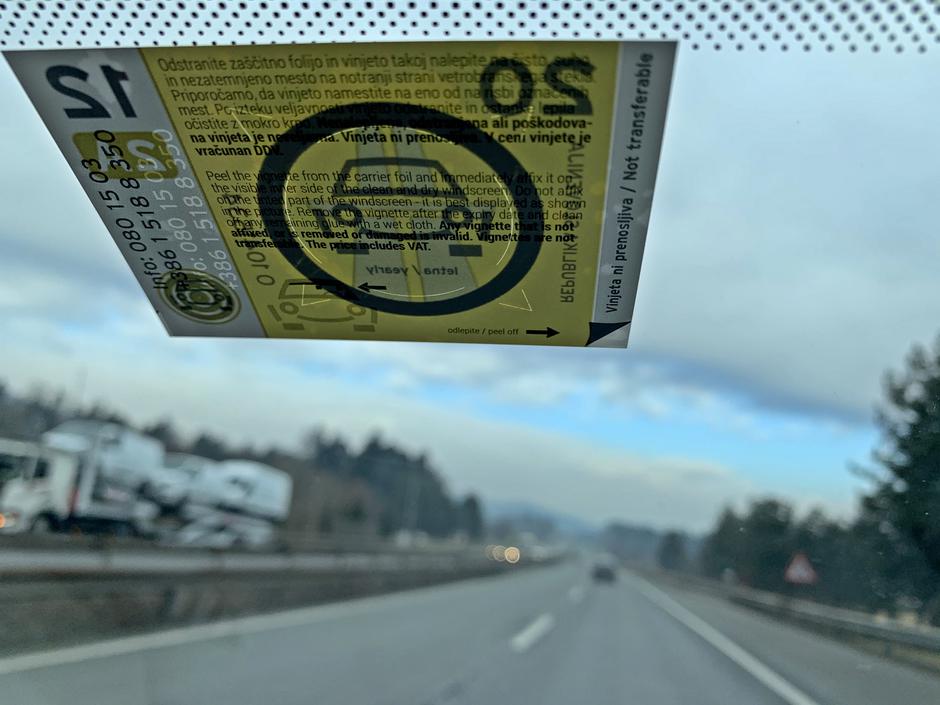 12
Odstranite zaščitno folijo in vinjeto takoj nalepite na čisto, suho
in nezatemnjeno mesto na notranji strani vetrobranskega stekla.
Priporočamo, da vinjeto namestite na eno od na risbi označenih
mest. Po izteku veljavnosti vinjeto odstranite in ostanke lepila
očistite z mokro krpo. Nenalepljena, odstranjena ali poškodova-
na vinjeta je neveljavna. Vinjeta ni prenosljiva. V ceni vinjete je
vračunan DDV.
Peel the vignette from the carrier foil and immediately affix it on
the visible inner side of the clean and dry windscreen. Do not affix
on the tinted part of the windscreen - it is best displayed as shown
in the picture. Remove the vignette after the expiry date and clean
off any remaining glue with a wet cloth. Any vignette that is not
affixed, or is removed or damaged is invalid. Vignettes are not
transferable. The price includes VAT.
letna / yearly
odlepite / peel off
Info: 080 15 03
+386 1 518 8 350
REPUBLIKA SLOVENIJA
Vinjeta ni prenosljiva / Not transferable